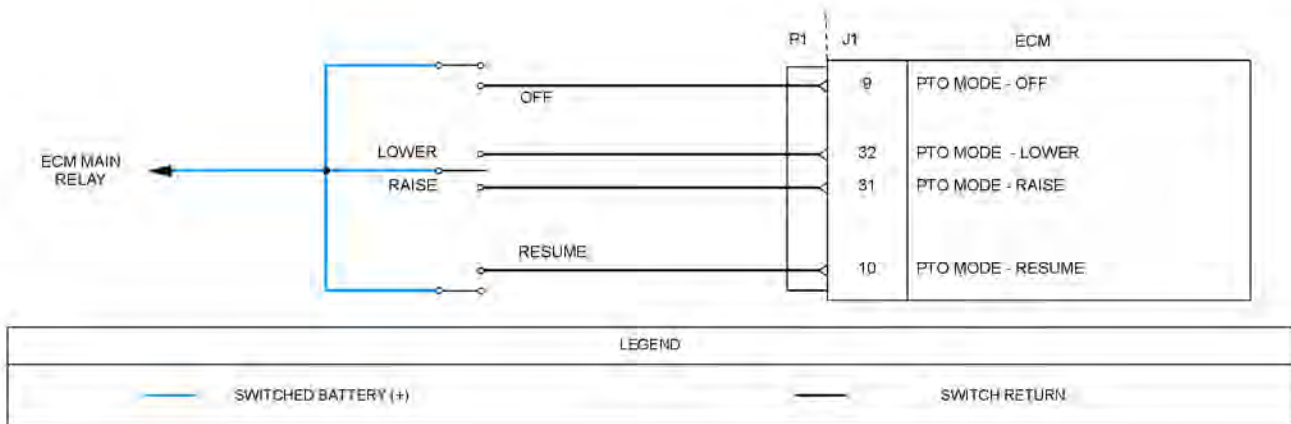 P1 J1 ECM
9 PTO MODE - OFF
OFF
LOWER
32 PTO MODE - LOWER
ECM MAIN
RELAY
RAISE
31 PTO MODE - RAISE
RESUME
10 PTO MODE - RESUME
LEGEND
SWITCHED BATTERY (+) SWITCH RETURN